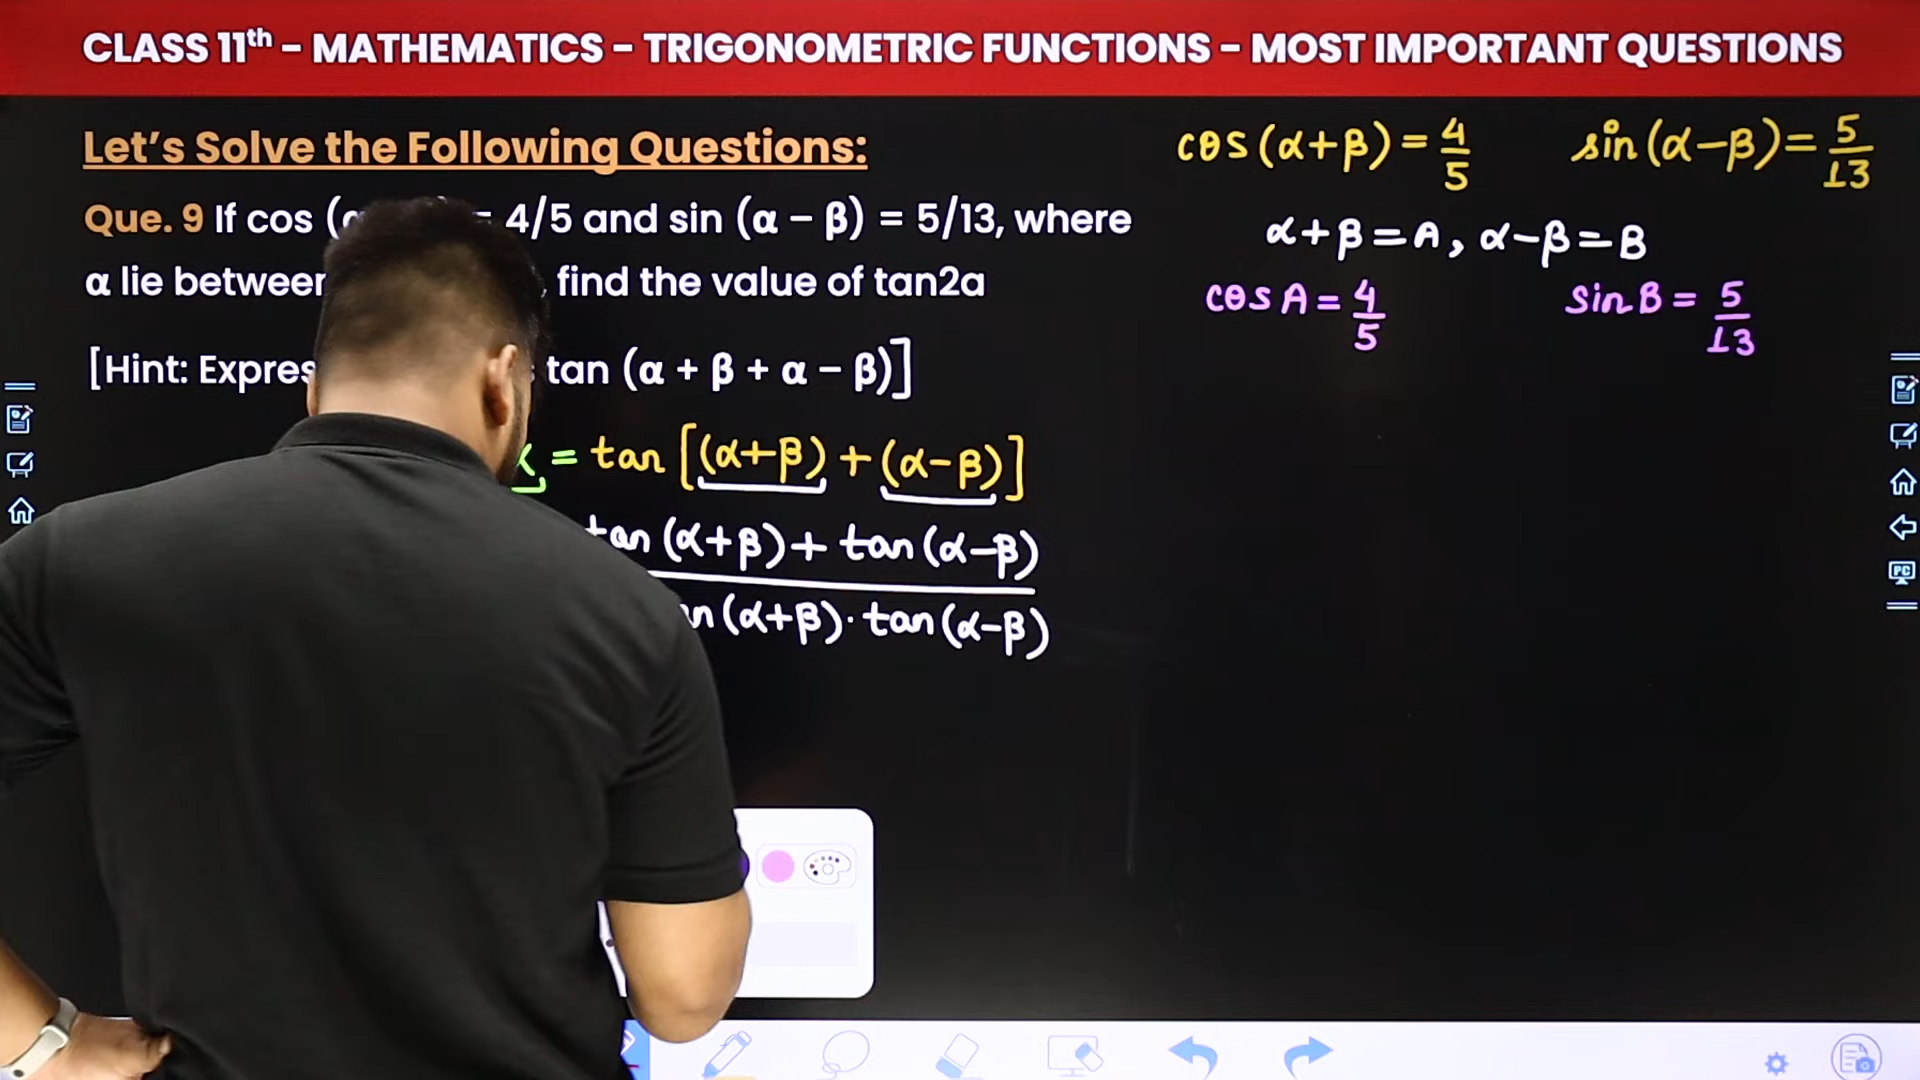 CLASS 11th – MATHEMATICS – TRIGONOMETRIC FUNCTIONS – MOST IMPORTANT QUESTIONS
Let's Solve the Following Questions:
Que. 9 If cos ( = 4/5 and sin (α – β) = 5/13, where
α lie between , find the value of tan2a
[Hint: Expres tan (α + β + α – β)]
= tan [(α+β) + (α-β)]
tan (α+β) + tan (α-β)
(α+β) · tan (α-β)
cos (α+β) = 4/5 sin (α-β) = 5/13
α+β = A, α-β = B
cos A = 4/5 sin B = 5/13
PC